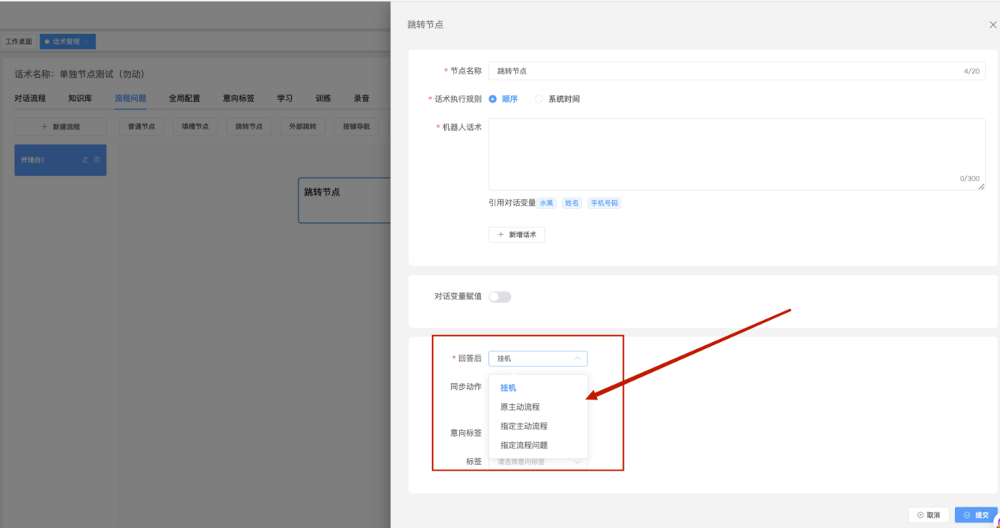 跳转节点
工作桌面
话术管理
话术名称：单独节点测试（勿动）
对话流程 知识库 流程问题 全局配置 意向标签 学习 训练 录音
新建流程 普通节点 填槽节点 跳转节点 外部跳转 按键导航
开场白1
跳转节点
* 节点名称 跳转节点 4/20
* 话术执行规则 顺序 系统时间
* 机器人话术
0/300
引用对话变量 水果 姓名 手机号码
+ 新增话术
对话变量赋值
* 回答后 挂机
同步动作
挂机
原主动流程
指定主动流程
意向标签
指定流程问题
标签 请选择意向标签
取消 提交